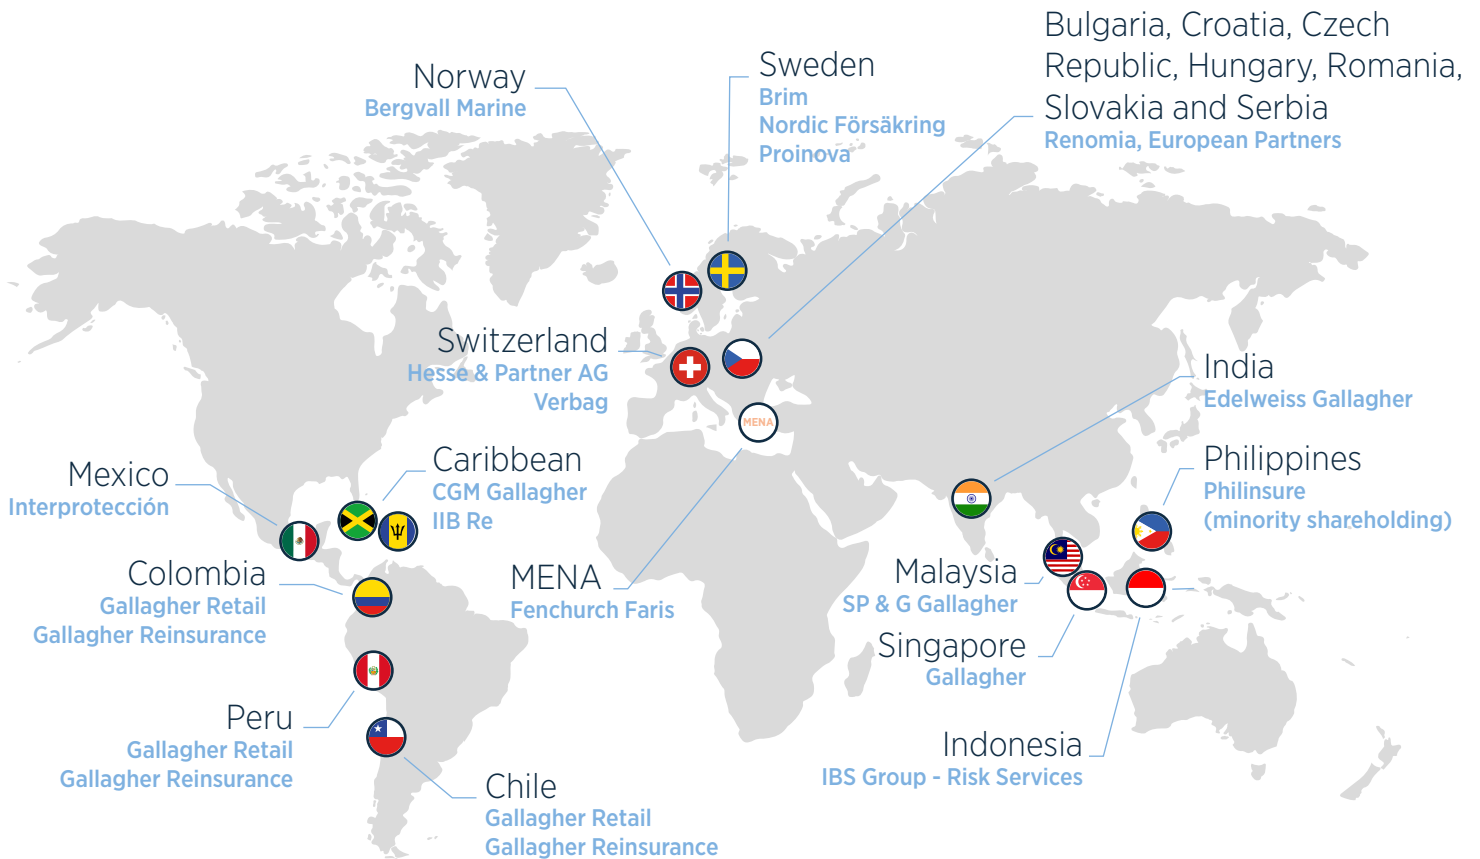 Norway
Bergvall Marine
Sweden
Brim
Nordic Försäkring
Proinova
Bulgaria, Croatia, Czech
Republic, Hungary, Romania,
Slovakia and Serbia
Renomia, European Partners
Switzerland
Hesse & Partner AG
Verbag
MENA
India
Edelweiss Gallagher
Mexico
Interprotección
Caribbean
CGM Gallagher
IIB Re
Philippines
Philinsure
(minority shareholding)
Colombia
Gallagher Retail
Gallagher Reinsurance
MENA
Fenchurch Faris
Malaysia
SP & G Gallagher
Singapore
Gallagher
Peru
Gallagher Retail
Gallagher Reinsurance
Indonesia
IBS Group - Risk Services
Chile
Gallagher Retail
Gallagher Reinsurance